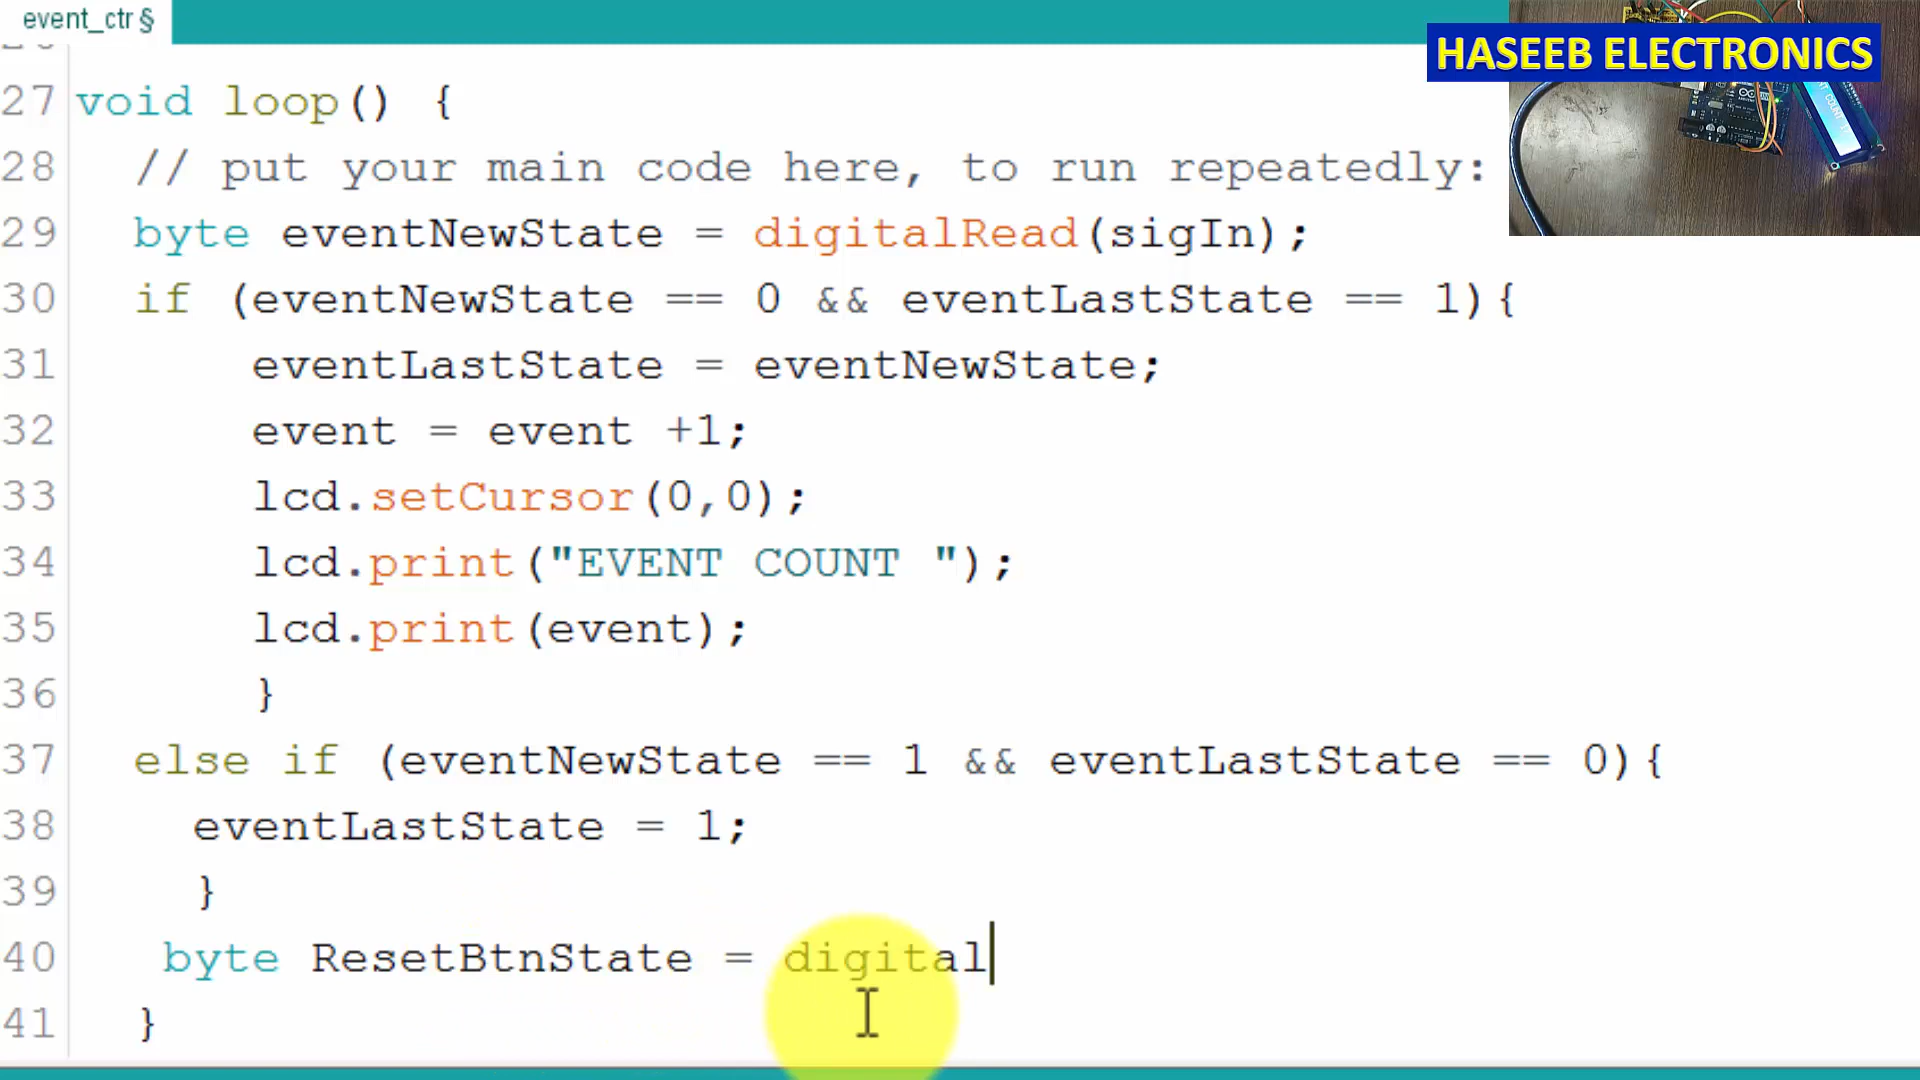 event_ctr §
HASEEB ELECTRONICS
27 void loop() {
28 // put your main code here, to run repeatedly:
29 byte eventNewState = digitalRead(sigIn);
30 if (eventNewState == 0 && eventLastState == 1){
31 eventLastState = eventNewState;
32 event = event +1;
33 lcd.setCursor(0,0);
34 lcd.print("EVENT COUNT ");
35 lcd.print(event);
36 }
37 else if (eventNewState == 1 && eventLastState == 0){
38 eventLastState = 1;
39 }
40 byte ResetBtnState = digital
41 }